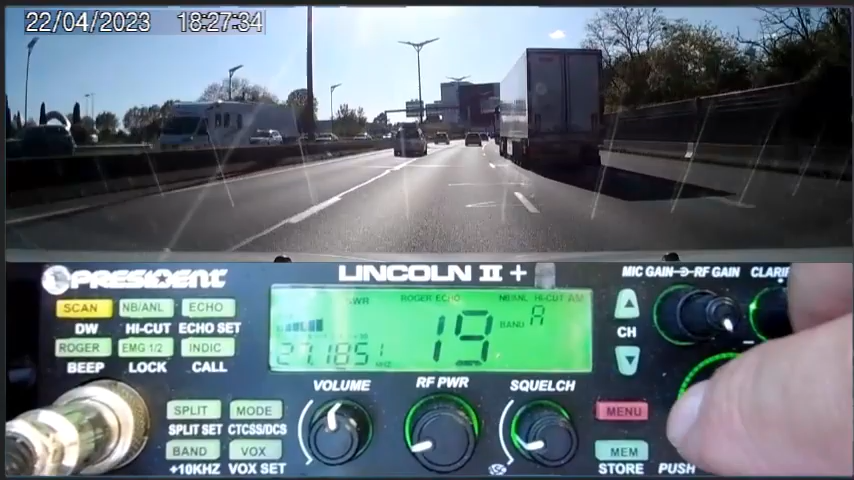 22/04/2023 18:27:34
PRESIDENT LINCOLN II + MIC GAIN RF GAIN CLARI
SCAN NB/ANL ECHO
DW HI-CUT ECHO SET
ROGER EMG 1/2 INDIC
BEEP LOCK CALL
SWR ROGER ECHO NB/ANL HI-CUT AM
19 BAND A
27.1851
CH
VOLUME RF PWR SQUELCH
SPLIT MODE
SPLIT SET CTCSS/DCS
BAND VOX
+10KHZ VOX SET
MENU
MEM
STORE PUSH